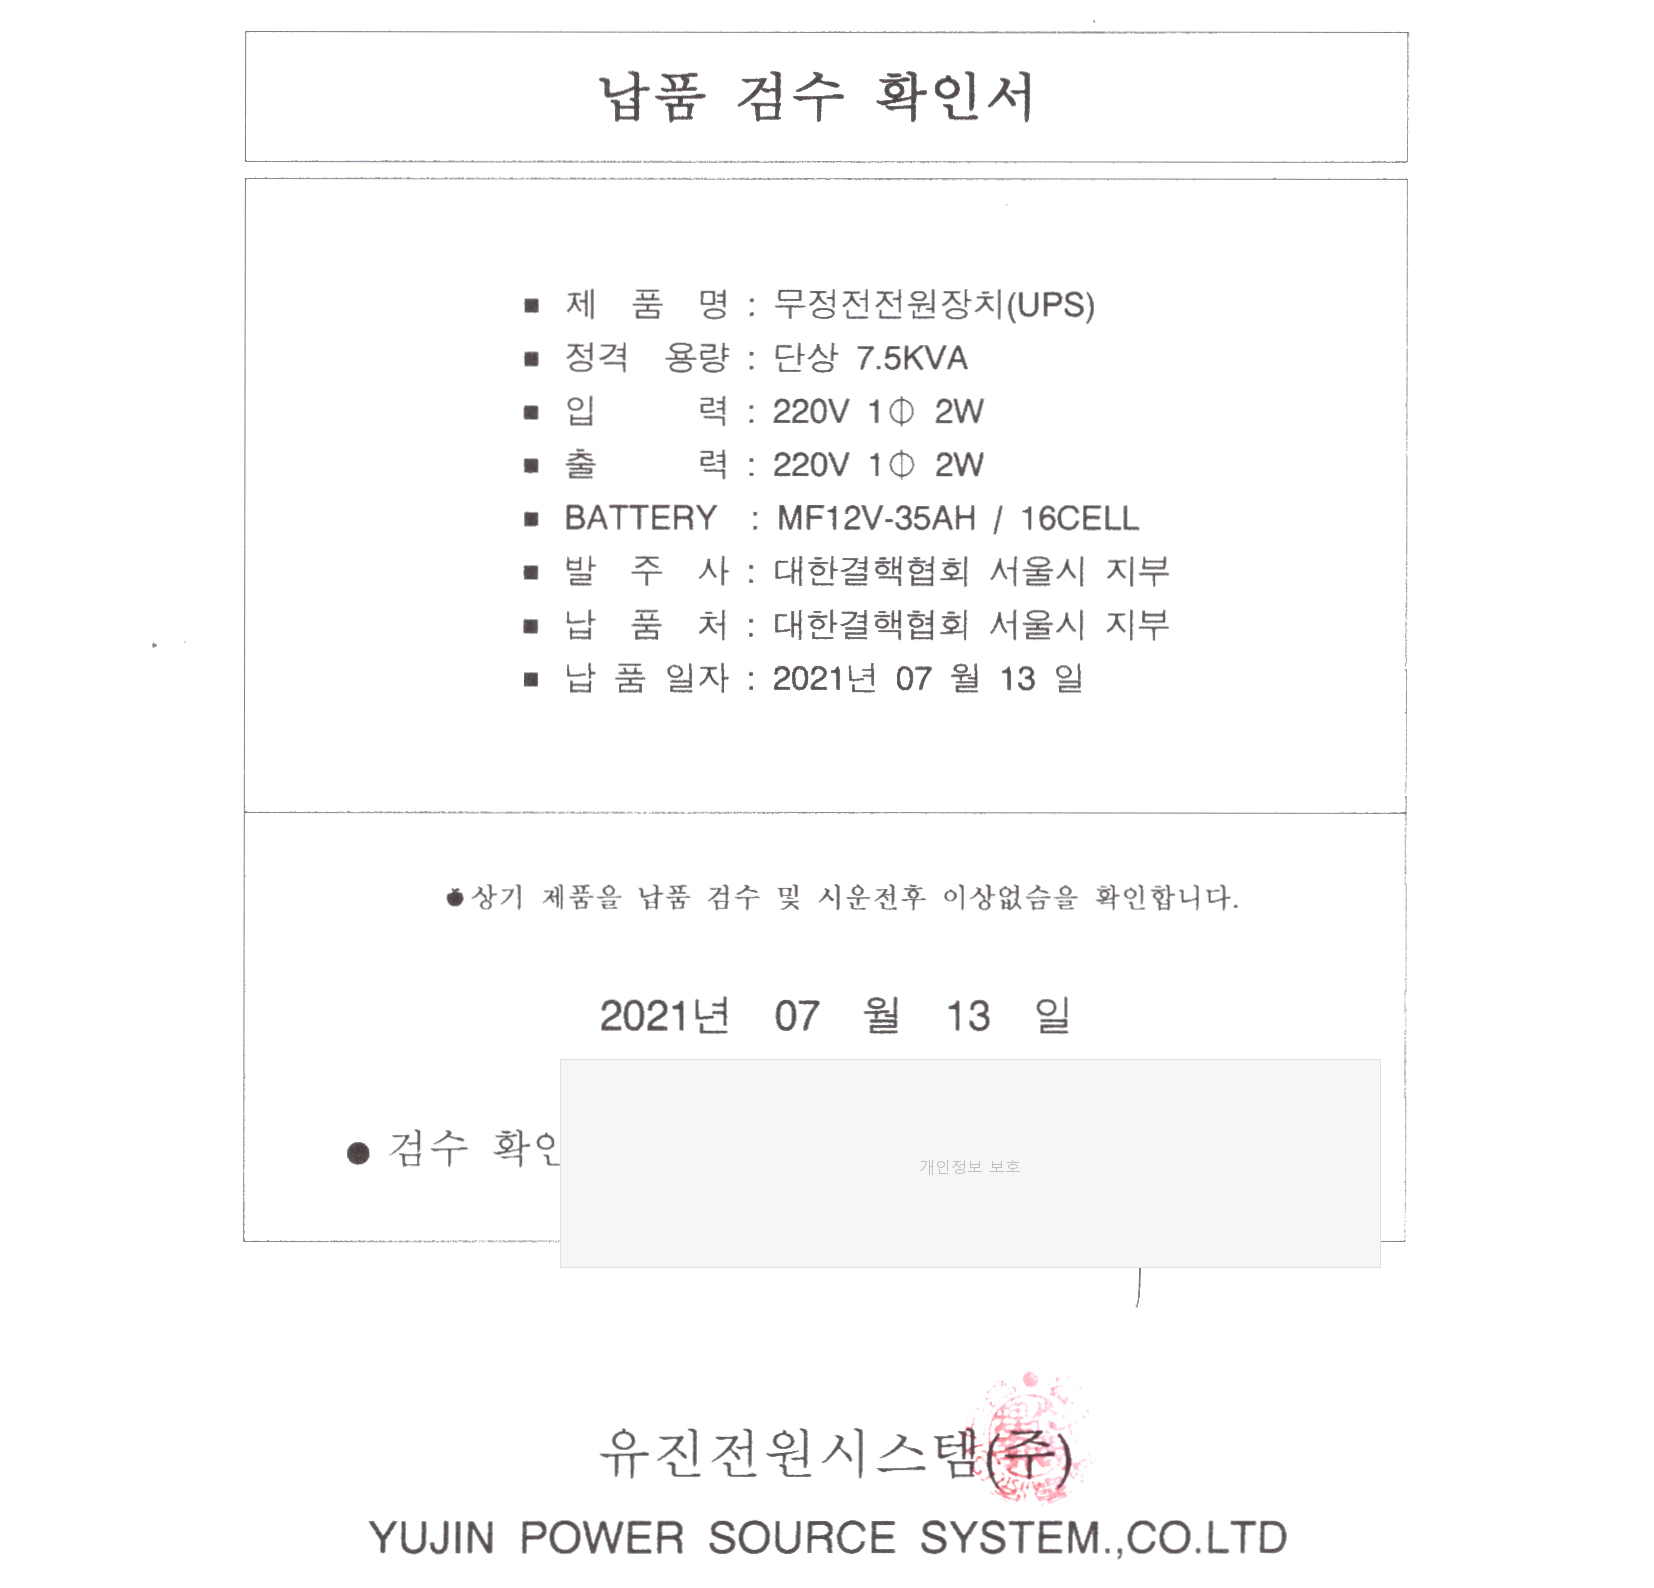 납품 검수 확인서
■ 제 품 명 : 무정전전원장치(UPS)
■ 정격 용량 : 단상 7.5KVA
■ 입 력 : 220V 1⏀ 2W
■ 출 력 : 220V 1⏀ 2W
■ BATTERY : MF12V-35AH / 16CELL
■ 발 주 사 : 대한결핵협회 서울시 지부
■ 납 품 처 : 대한결핵협회 서울시 지부
■ 납 품 일자 : 2021년 07 월 13 일
상기 제품을 납품 검수 및 시운전후 이상없슴을 확인합니다.
2021년 07 월 13 일
● 검수 확인
개인정보 보호
유진전원시스템(주)
YUJIN POWER SOURCE SYSTEM.,CO.LTD